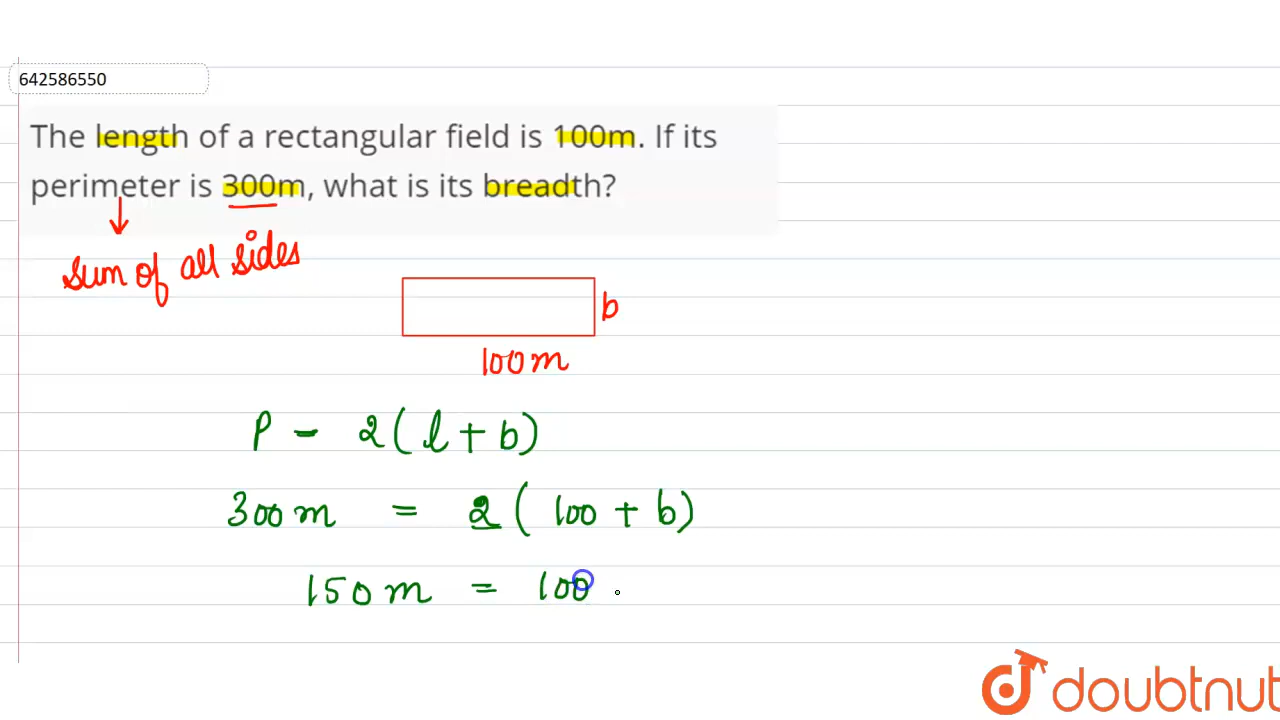 642586550
The length of a rectangular field is 100m. If its
perimeter is 300m, what is its breadth?
sum of all sides
b
100m
P = 2(l+b)
300m = 2(100+b)
150m = 100
doubtnut